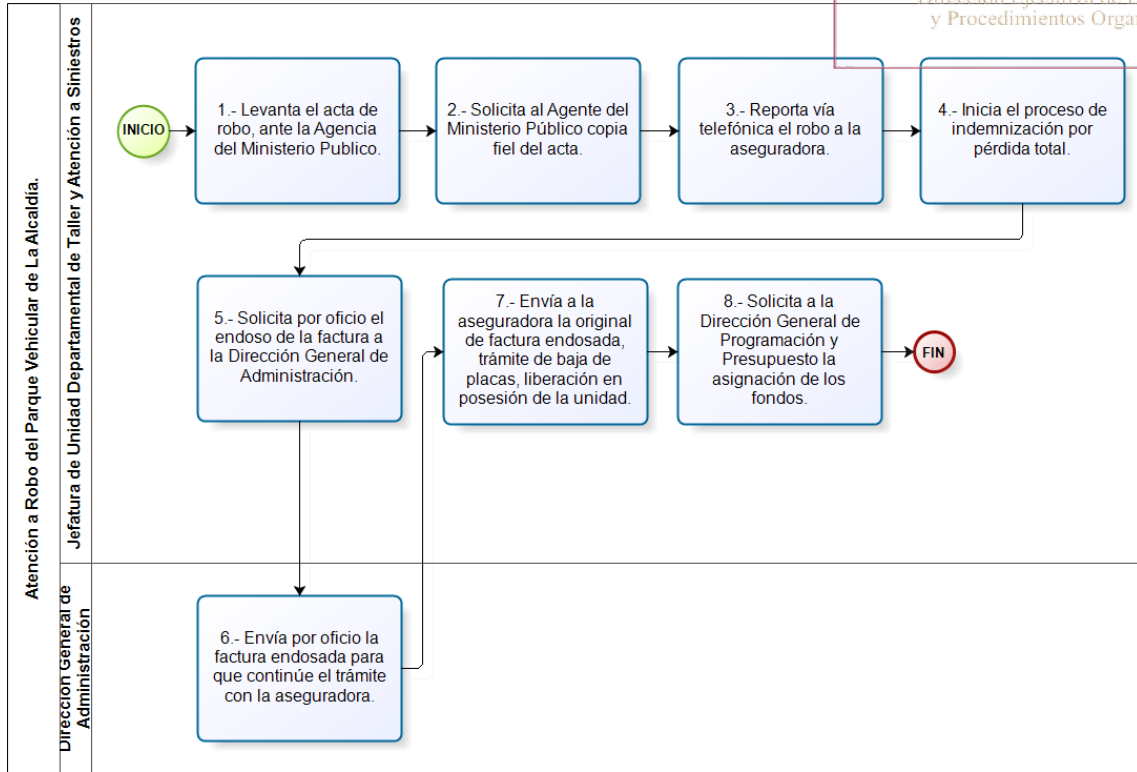 y Procedimientos Organ
Atención a Robo del Parque Vehicular de La Alcaldía.
Jefatura de Unidad Departamental de Taller y Atención a Siniestros
INICIO
1.- Levanta el acta de
robo, ante la Agencia
del Ministerio Publico.
2.- Solicita al Agente del
Ministerio Público copia
fiel del acta.
3.- Reporta vía
telefónica el robo a la
aseguradora.
4.- Inicia el proceso de
indemnización por
pérdida total.
5.- Solicita por oficio el
endoso de la factura a
la Dirección General de
Administración.
7.- Envía a la
aseguradora la original
de factura endosada,
trámite de baja de
placas, liberación en
posesión de la unidad.
8.- Solicita a la
Dirección General de
Programación y
Presupuesto la
asignación de los
fondos.
FIN
Dirección General de
Administración
6.- Envía por oficio la
factura endosada para
que continúe el trámite
con la aseguradora.